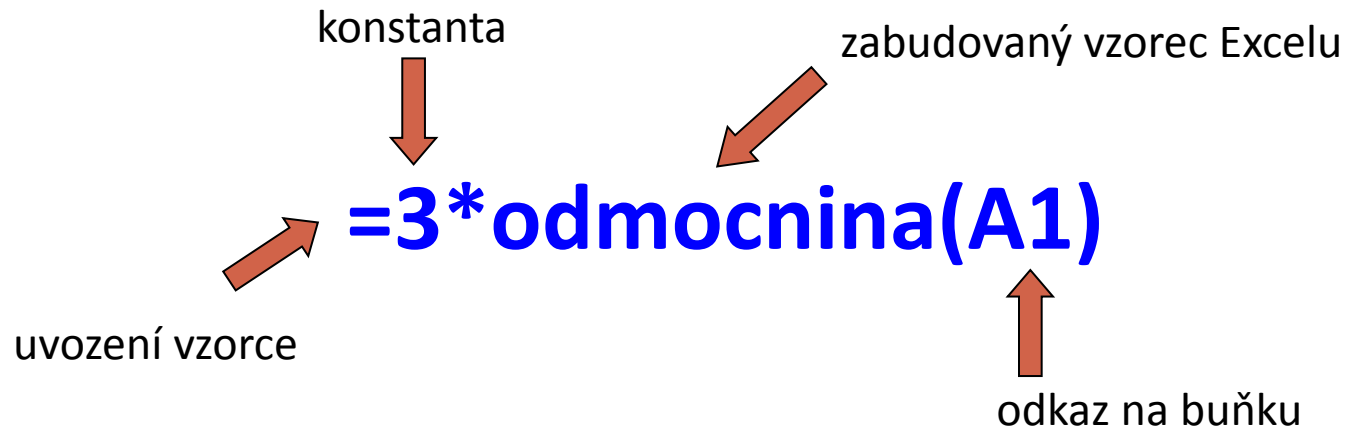 konstanta
zabudovaný vzorec Excelu
=3*odmocnina(A1)
uvození vzorce
odkaz na buňku